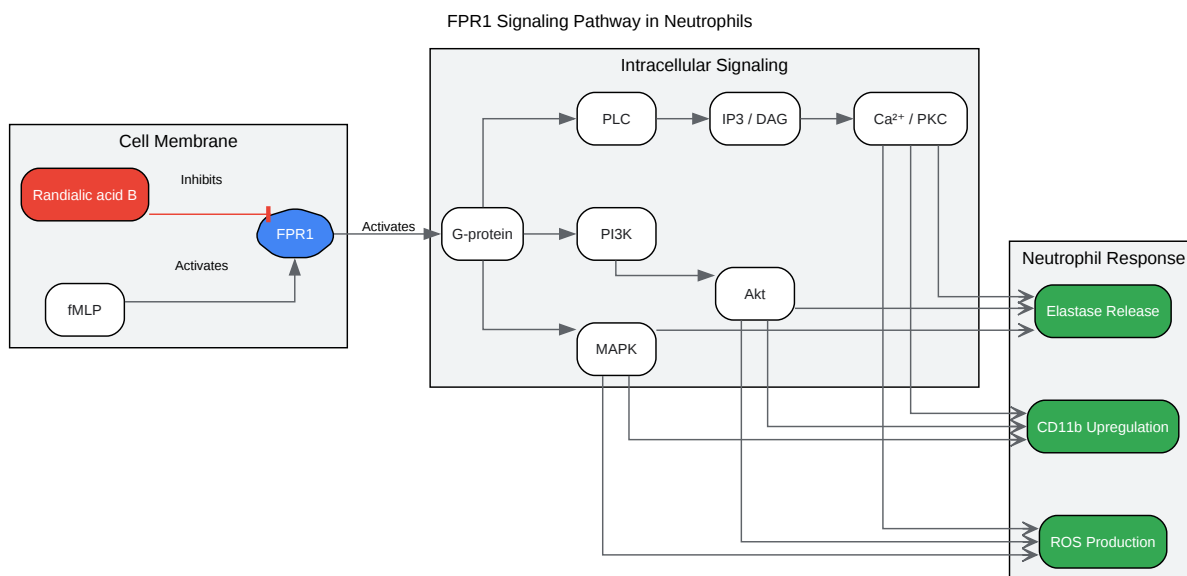 FPR1 Signaling Pathway in Neutrophils
Cell Membrane
Randialic acid B
Inhibits
FPR1
Activates
fMLP
Activates
Intracellular Signaling
PLC
IP3 / DAG
Ca²⁺ / PKC
G-protein
PI3K
Akt
MAPK
Neutrophil Response
Elastase Release
CD11b Upregulation
ROS Production